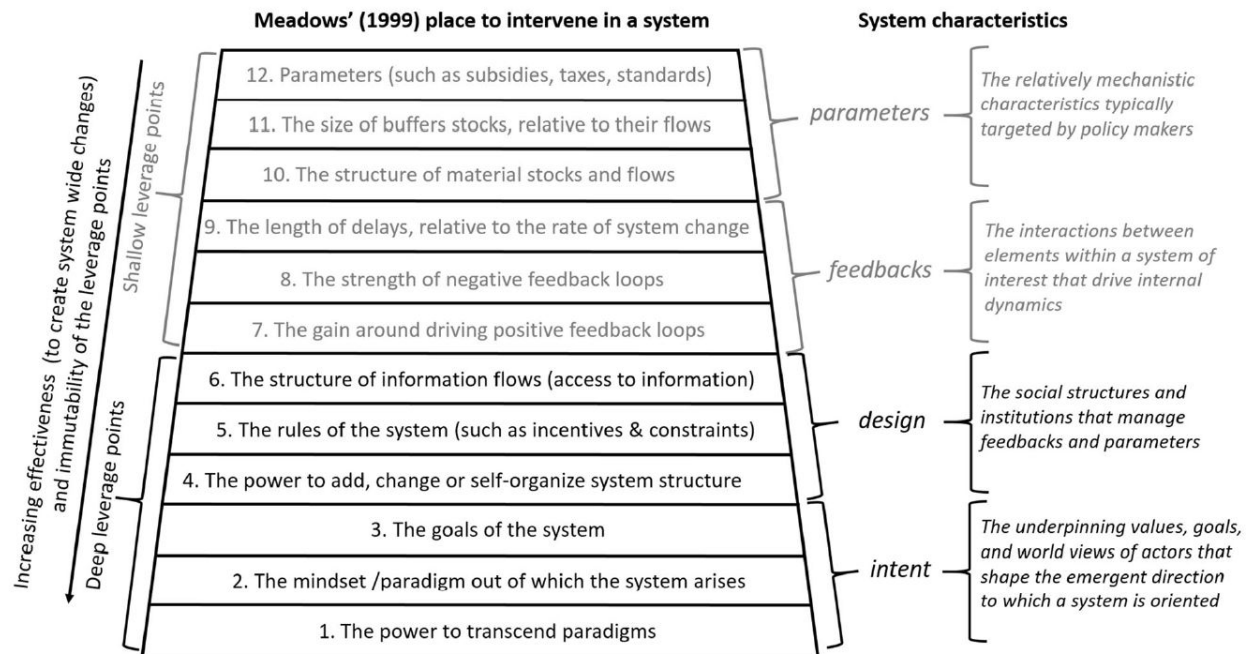 Meadows' (1999) place to intervene in a system
System characteristics
Increasing effectiveness (to create system wide changes)
and immutability of the leverage points
Shallow leverage points
Deep leverage points
12. Parameters (such as subsidies, taxes, standards)
11. The size of buffers stocks, relative to their flows
10. The structure of material stocks and flows
9. The length of delays, relative to the rate of system change
8. The strength of negative feedback loops
7. The gain around driving positive feedback loops
6. The structure of information flows (access to information)
5. The rules of the system (such as incentives & constraints)
4. The power to add, change or self-organize system structure
3. The goals of the system
2. The mindset /paradigm out of which the system arises
1. The power to transcend paradigms
parameters
The relatively mechanistic
characteristics typically
targeted by policy makers
feedbacks
The interactions between
elements within a system of
interest that drive internal
dynamics
design
The social structures and
institutions that manage
feedbacks and parameters
intent
The underpinning values, goals,
and world views of actors that
shape the emergent direction
to which a system is oriented